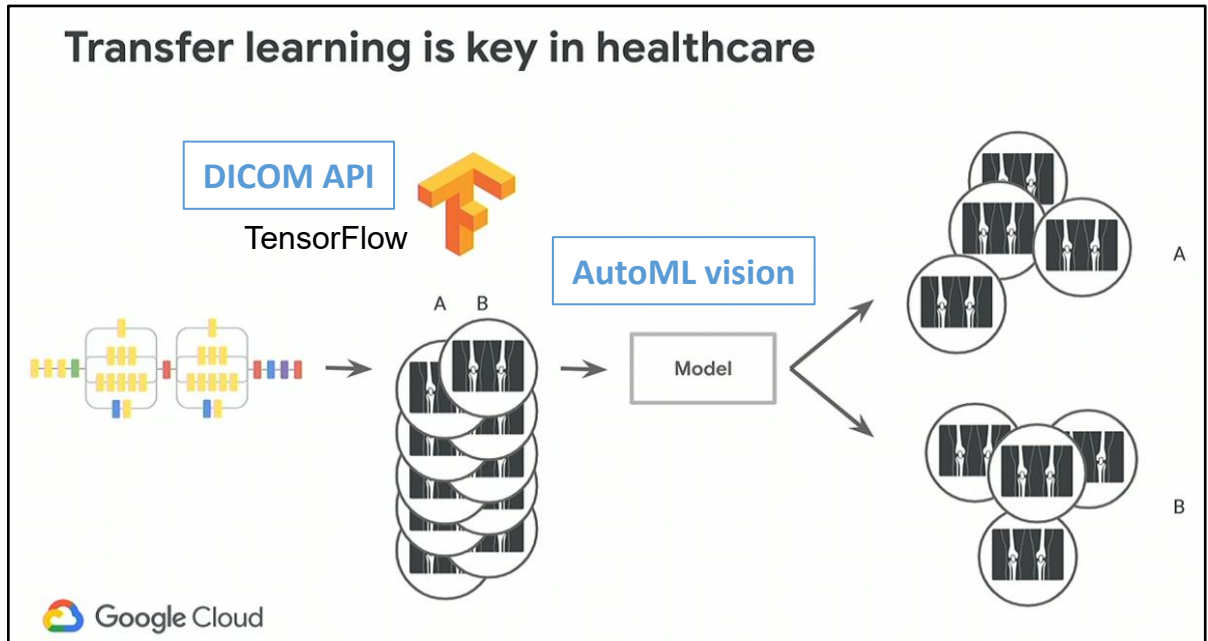 Transfer learning is key in healthcare
DICOM API
TensorFlow
AutoML vision
A B
Model
A
B
Google Cloud